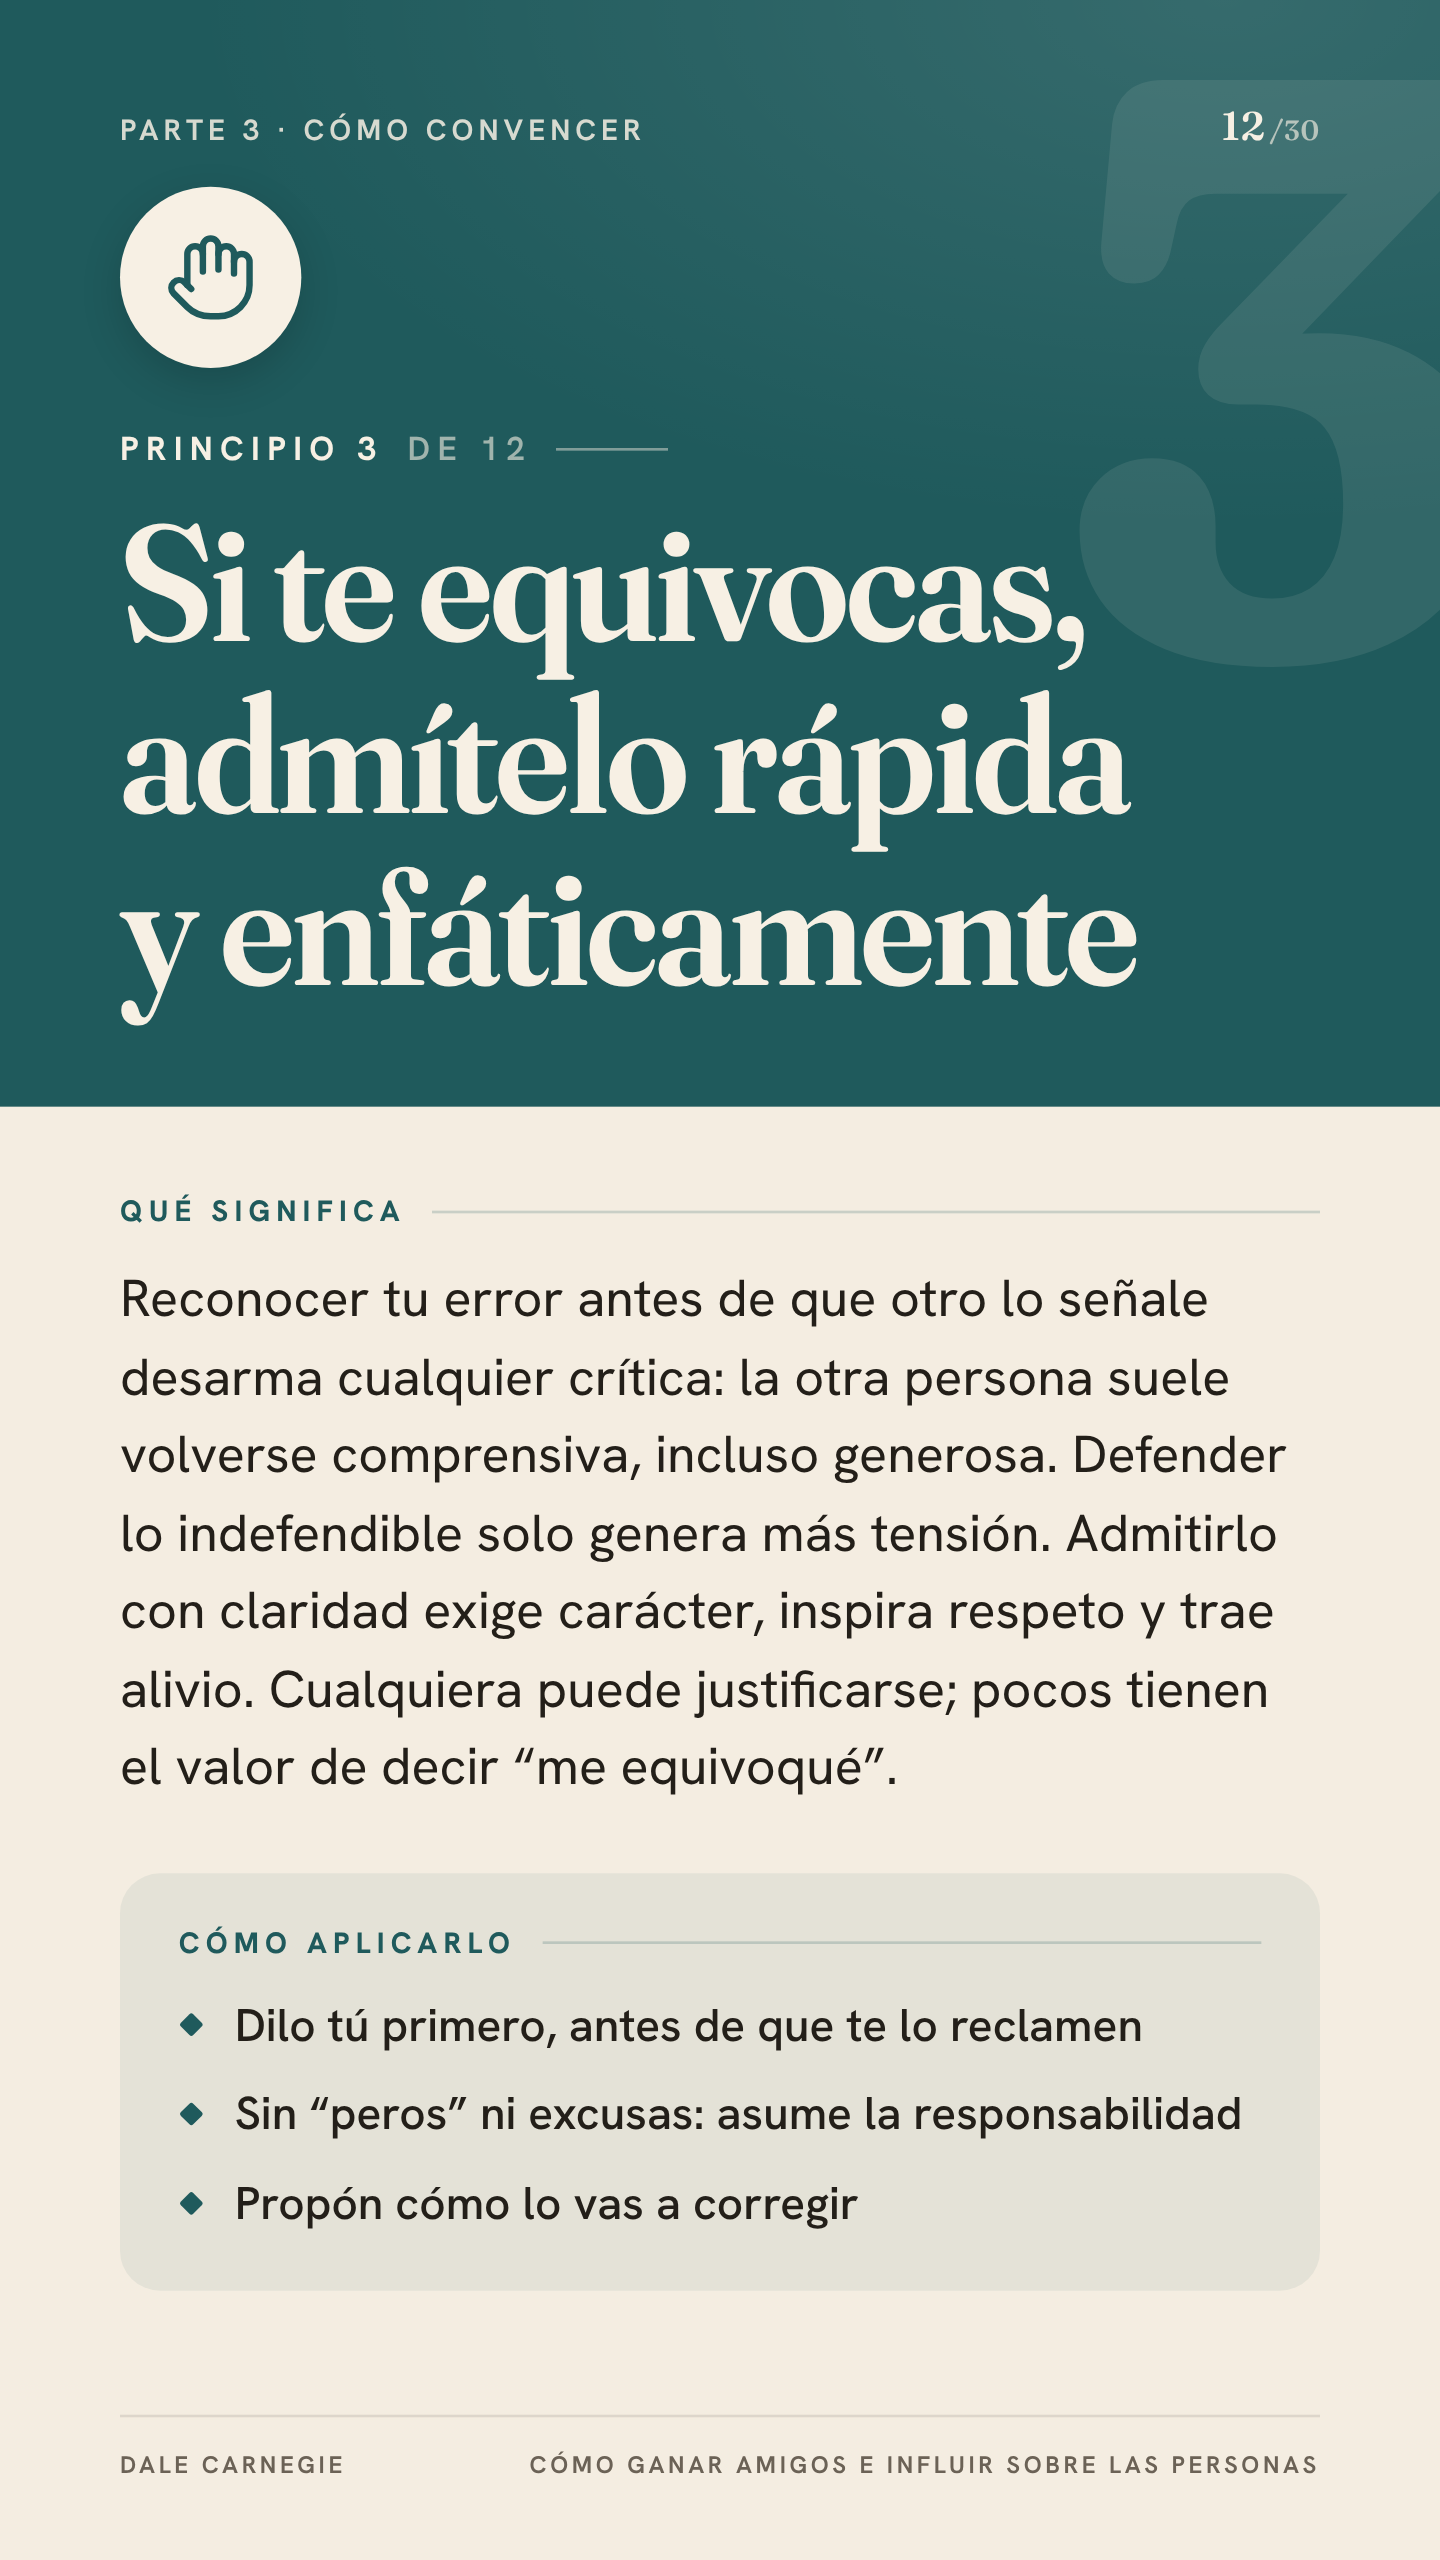 PARTE 3 · CÓMO CONVENCER
12/30
3
PRINCIPIO 3 DE 12
Si te equivocas,
admítelo rápida
y enfáticamente
QUÉ SIGNIFICA
Reconocer tu error antes de que otro lo señale
desarma cualquier crítica: la otra persona suele
volverse comprensiva, incluso generosa. Defender
lo indefendible solo genera más tensión. Admitirlo
con claridad exige carácter, inspira respeto y trae
alivio. Cualquiera puede justificarse; pocos tienen
el valor de decir “me equivoqué”.
CÓMO APLICARLO
Dilo tú primero, antes de que te lo reclamen
Sin “peros” ni excusas: asume la responsabilidad
Propón cómo lo vas a corregir
DALE CARNEGIE
CÓMO GANAR AMIGOS E INFLUIR SOBRE LAS PERSONAS